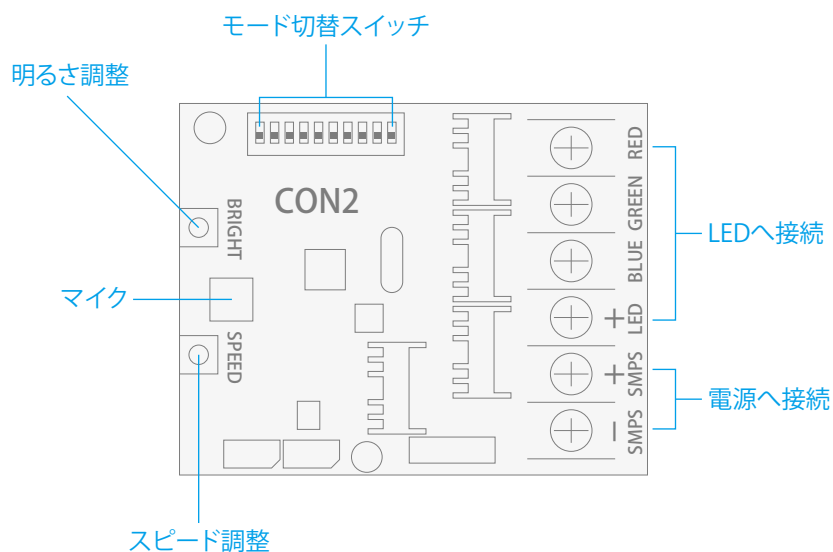 モード切替スイッチ
明るさ調整
CON2
BRIGHT
マイク
SPEED
RED
GREEN
BLUE
+ LED
+ SMPS
− SMPS
LEDへ接続
電源へ接続
スピード調整